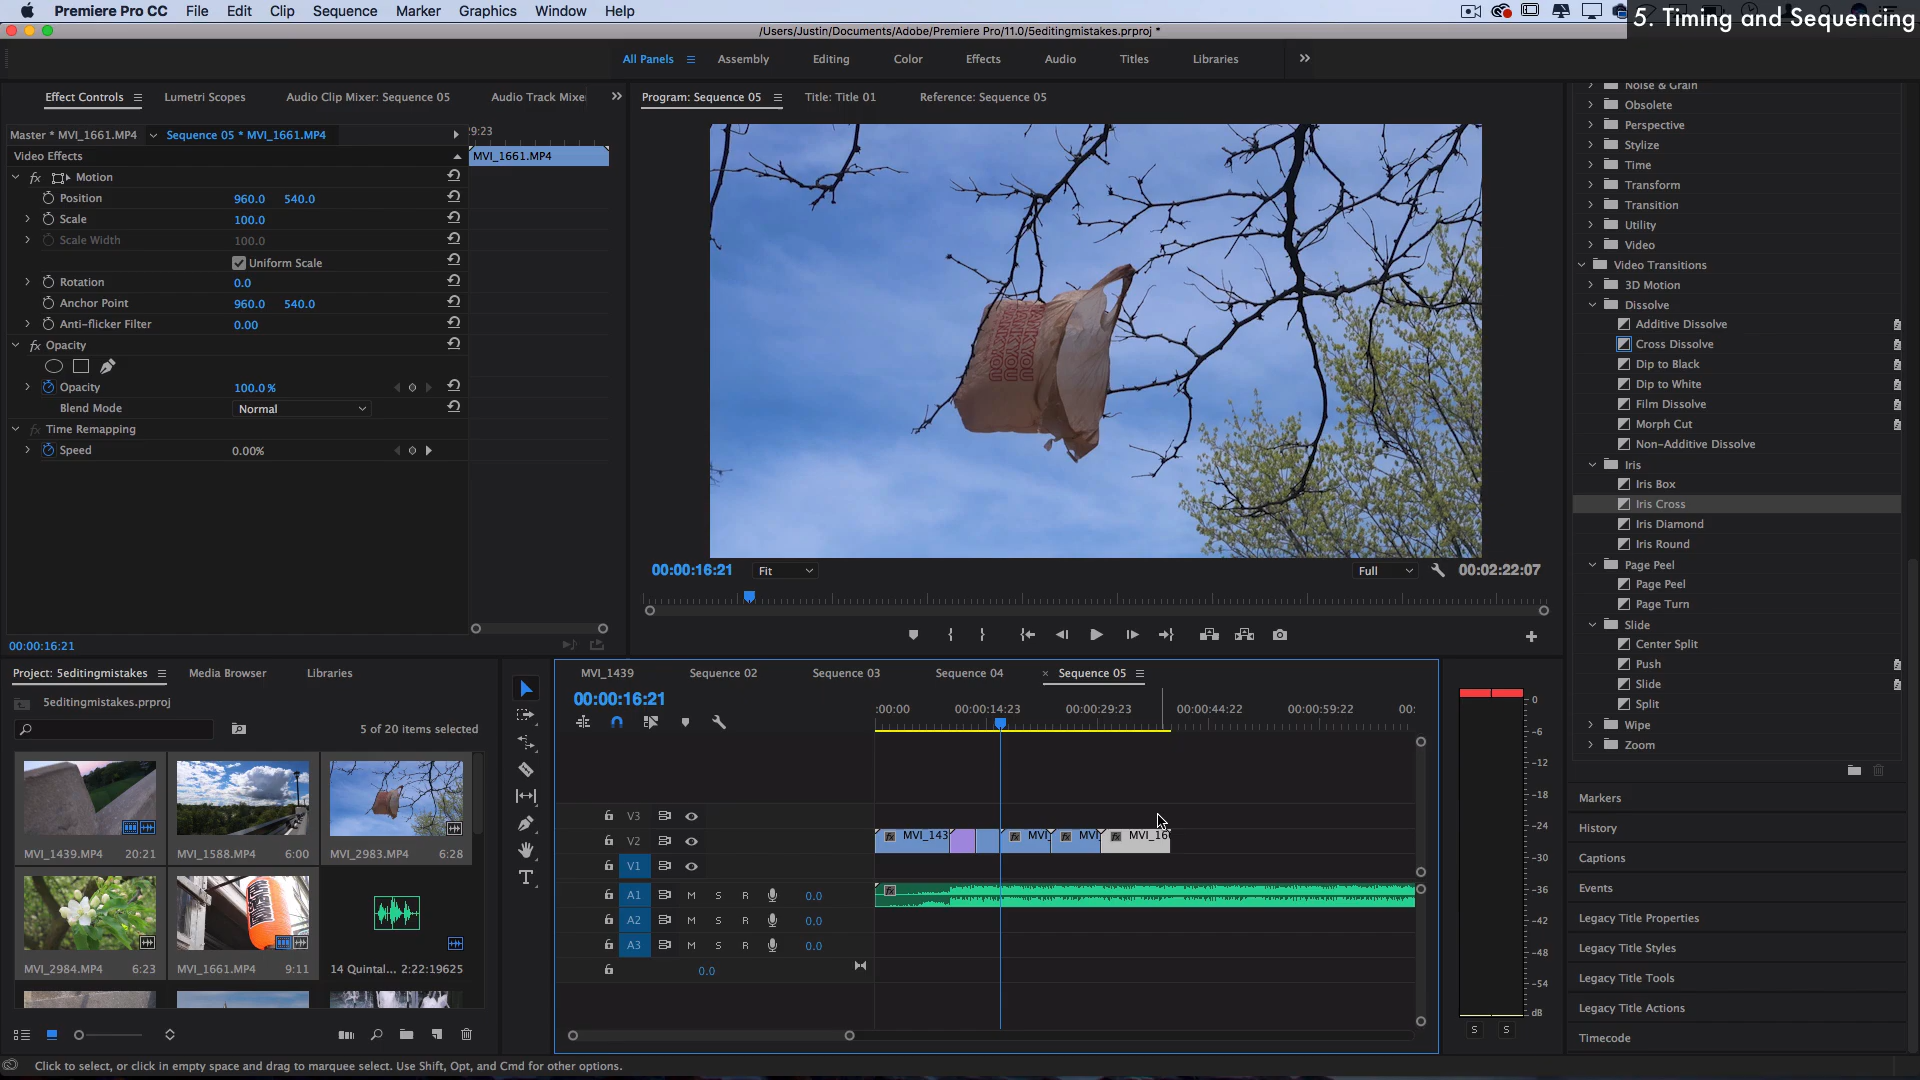 Premiere Pro CC File Edit Clip Sequence Marker Graphics Window Help
5. Timing and Sequencing
/Users/Justin/Documents/Adobe/Premiere Pro/11.0/5editingmistakes.prproj *
All Panels Assembly Editing Color Effects Audio Titles Libraries
Effect Controls Lumetri Scopes Audio Clip Mixer: Sequence 05 Audio Track Mixe
Master * MVI_1661.MP4 Sequence 05 * MVI_1661.MP4
:9:23
Video Effects
MVI_1661.MP4
fx Motion
Position 960.0 540.0
Scale 100.0
Scale Width 100.0
Uniform Scale
Rotation 0.0
Anchor Point 960.0 540.0
Anti-flicker Filter 0.00
fx Opacity
Opacity 100.0 %
Blend Mode Normal
fx Time Remapping
Speed 0.00%
00:00:16:21
Program: Sequence 05 Title: Title 01 Reference: Sequence 05
THANK YOU
00:00:16:21 Fit Full 00:02:22:07
Noise & Grain
Obsolete
Perspective
Stylize
Time
Transform
Transition
Utility
Video
Video Transitions
3D Motion
Dissolve
Additive Dissolve
Cross Dissolve
Dip to Black
Dip to White
Film Dissolve
Morph Cut
Non-Additive Dissolve
Iris
Iris Box
Iris Cross
Iris Diamond
Iris Round
Page Peel
Page Peel
Page Turn
Slide
Center Split
Push
Slide
Split
Wipe
Zoom
Markers
History
Captions
Events
Legacy Title Properties
Legacy Title Styles
Legacy Title Tools
Legacy Title Actions
Timecode
Project: 5editingmistakes Media Browser Libraries
5editingmistakes.prproj
5 of 20 items selected
MVI_1439.MP4 20:21
MVI_1588.MP4 6:00
MVI_2983.MP4 6:28
MVI_2984.MP4 6:23
MVI_1661.MP4 9:11
14 Quintal... 2:22:19625
MVI_1439 Sequence 02 Sequence 03 Sequence 04 × Sequence 05
00:00:16:21
:00:00 00:00:14:23 00:00:29:23 00:00:44:22 00:00:59:22 00:
V3
V2
fx MVI_143 fx MVI_ fx MVI_ fx MVI_16
V1
A1 M S R 0.0
fx
A2 M S R 0.0
A3 M S R 0.0
0.0
0
-6
-12
-18
-24
-30
-36
-42
-48
-54
dB
S S
Click to select, or click in empty space and drag to marquee select. Use Shift, Opt, and Cmd for other options.